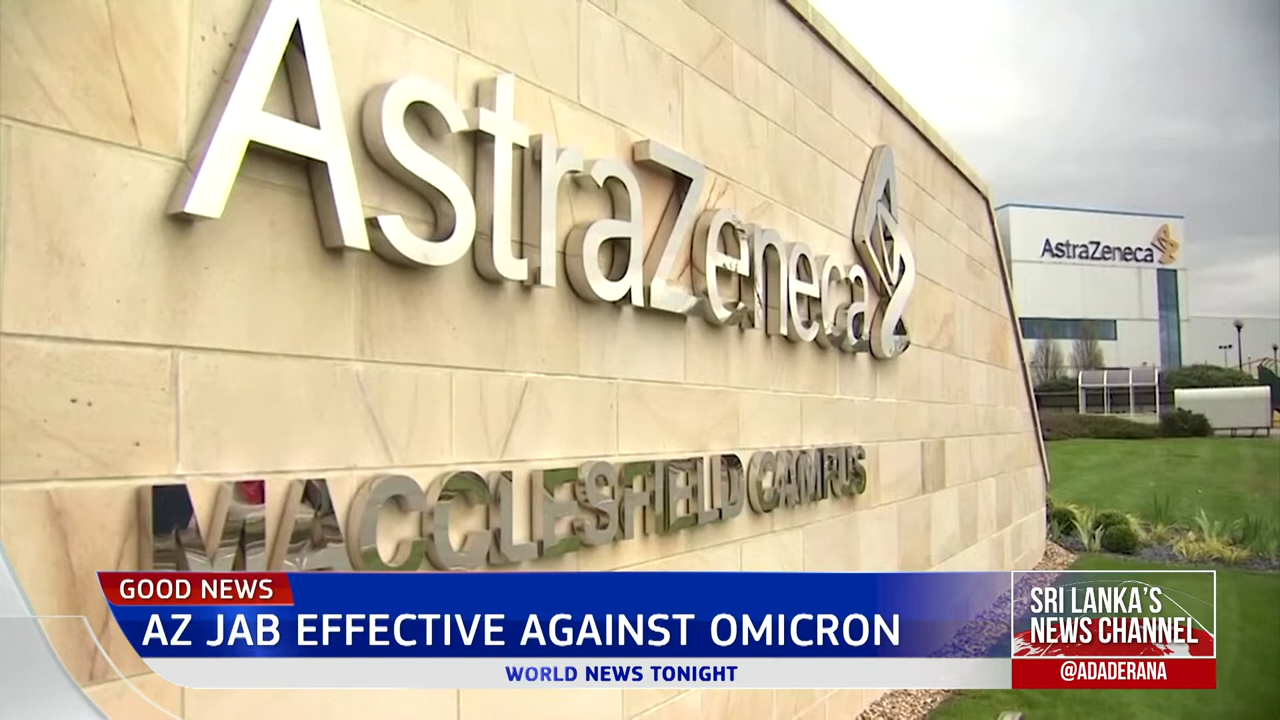 AstraZeneca
AstraZeneca
MACCLESFIELD CAMPUS
GOOD NEWS
AZ JAB EFFECTIVE AGAINST OMICRON
WORLD NEWS TONIGHT
SRI LANKA'S
NEWS CHANNEL
@ADADERANA